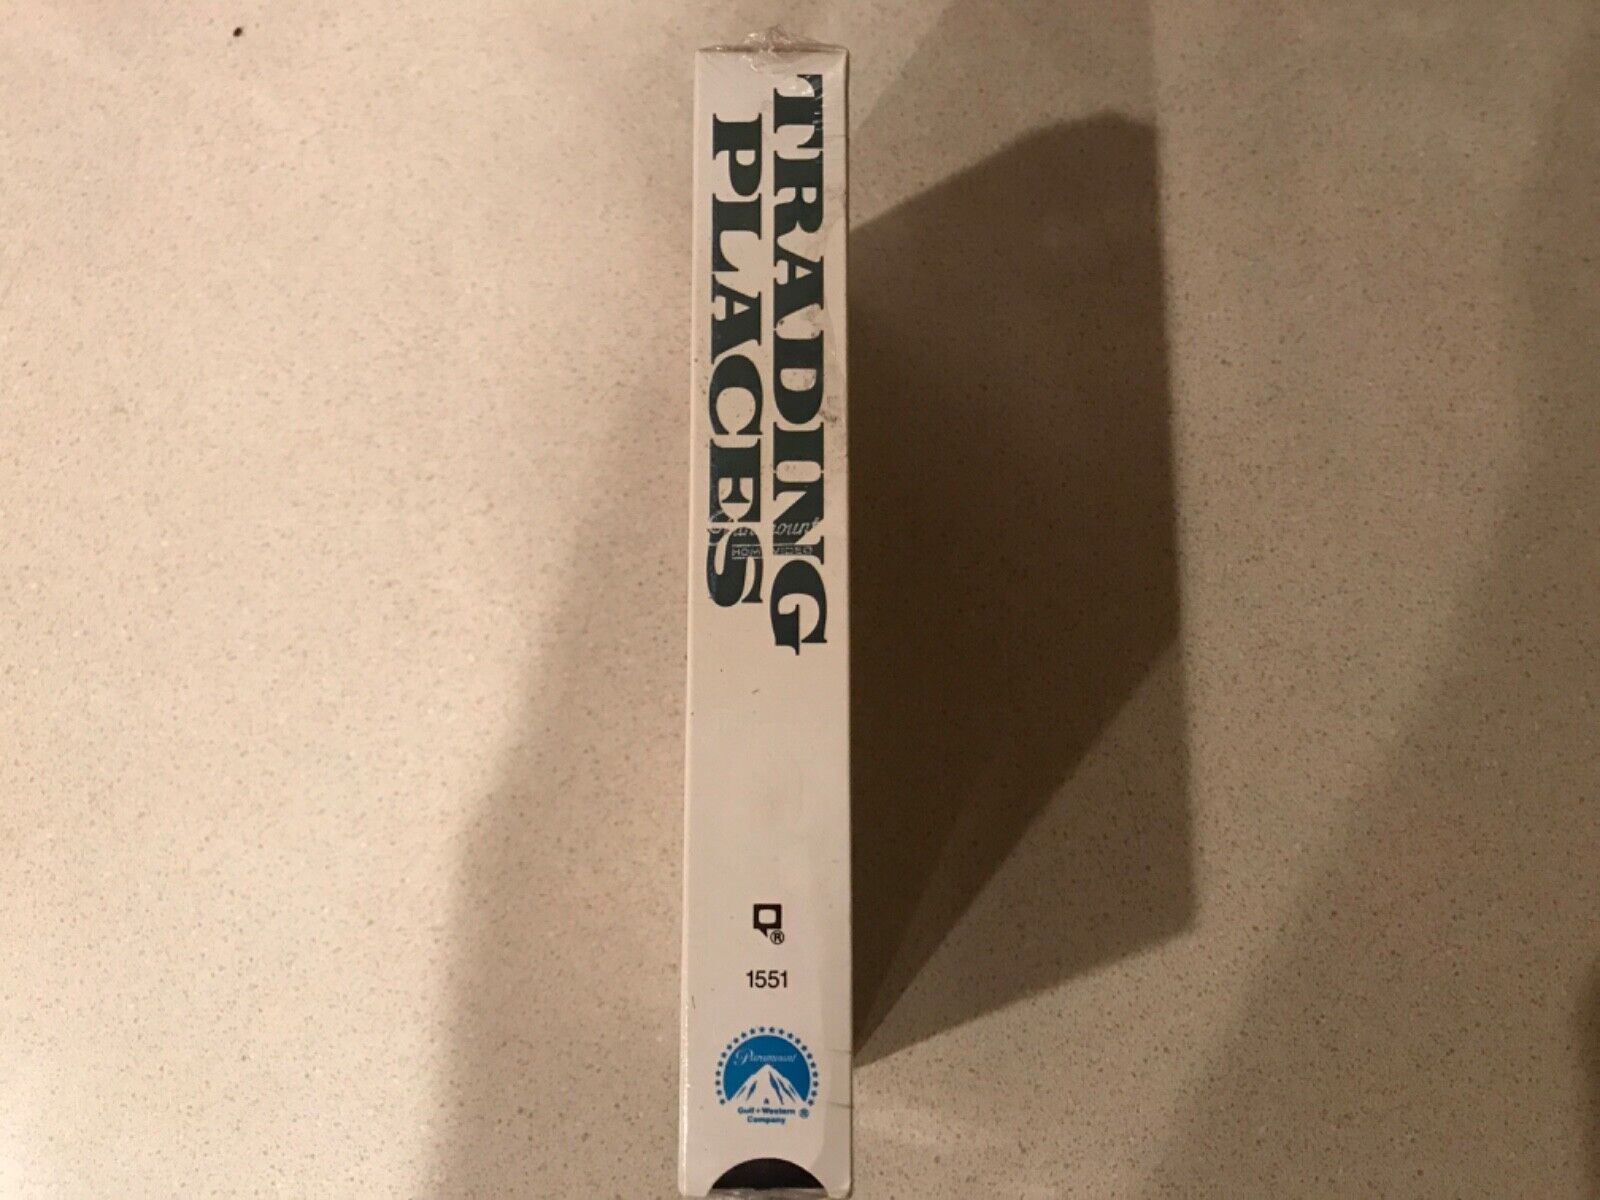 TRADING
PLACES
Paramount
HOME VIDEO
®
1551
Paramount
A
Gulf+Western
Company ®